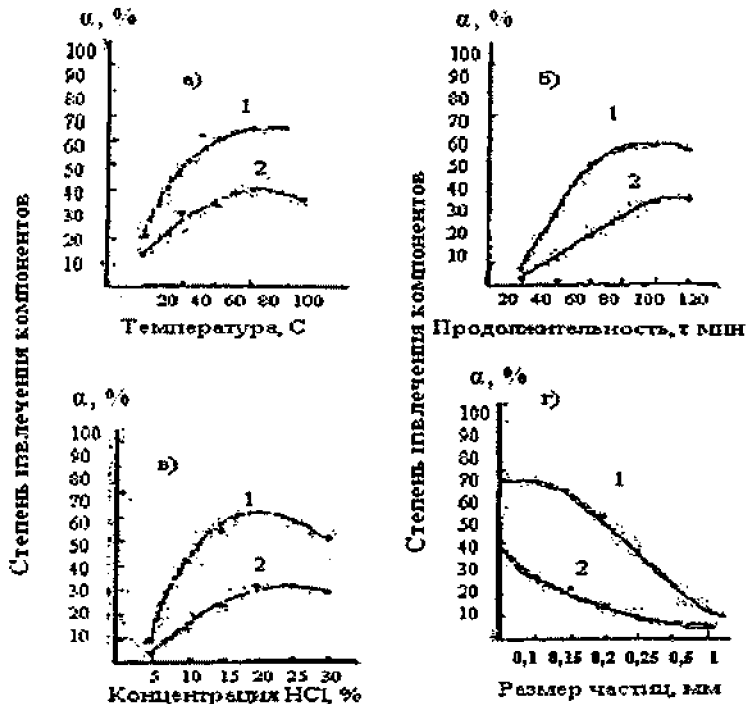 α, %
100
90
80
70
60
50
40
30
20
10
а)
1
2
20 40 60 80 100
Температура, С
α, %
100
90
80
70
60
50
40
30
20
10
б)
1
2
20 40 60 80 100 120
Продолжительность, τ мин
Степень извлечения компонентов
Степень извлечения компонентов
α, %
100
90
80
70
60
50
40
30
20
10
в)
1
2
5 10 15 20 25 30
Концентрация HCl, %
α, %
100
90
80
70
60
50
40
30
20
10
г)
1
2
0,1 0,15 0,2 0,25 0,5 1
Размер частиц, мм